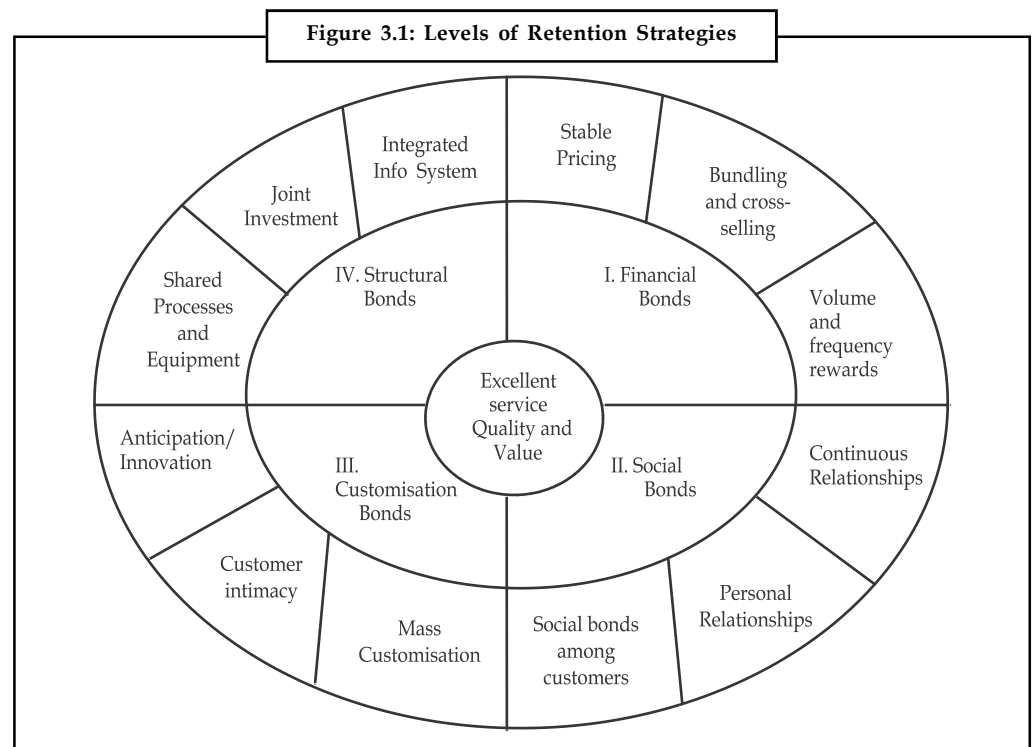 Figure 3.1: Levels of Retention Strategies
Stable
Pricing
Bundling
and cross-
selling
Volume
and
frequency
rewards
I. Financial
Bonds
Continuous
Relationships
Personal
Relationships
Social bonds
among
customers
II. Social
Bonds
Mass
Customisation
Customer
intimacy
Anticipation/
Innovation
III.
Customisation
Bonds
Shared
Processes
and
Equipment
Joint
Investment
Integrated
Info System
IV. Structural
Bonds
Excellent
service
Quality and
Value